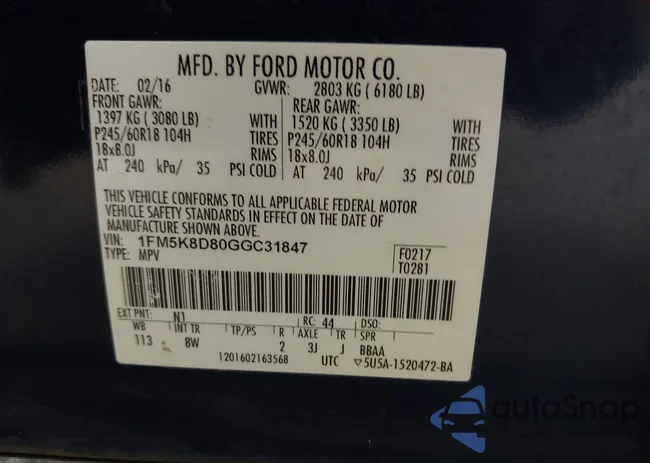 MFD. BY FORD MOTOR CO.
DATE: 02/16 GVWR: 2803 KG ( 6180 LB)
FRONT GAWR: REAR GAWR:
1397 KG ( 3080 LB) WITH 1520 KG ( 3350 LB) WITH
P245/60R18 104H TIRES P245/60R18 104H TIRES
18x8.0J RIMS 18x8.0J RIMS
AT 240 kPa/ 35 PSI COLD AT 240 kPa/ 35 PSI COLD
THIS VEHICLE CONFORMS TO ALL APPLICABLE FEDERAL MOTOR
VEHICLE SAFETY STANDARDS IN EFFECT ON THE DATE OF
MANUFACTURE SHOWN ABOVE.
VIN: 1FM5K8D80GGC31847 F0217
TYPE: MPV T0281
EXT PNT: N1 RC: 44 DSO:
WB INT TR TP/PS R AXLE TR SPR
113 8W 2 3J J BBAA
1201602163568 UTC ▽5U5A-1520472-BA
autoSnap